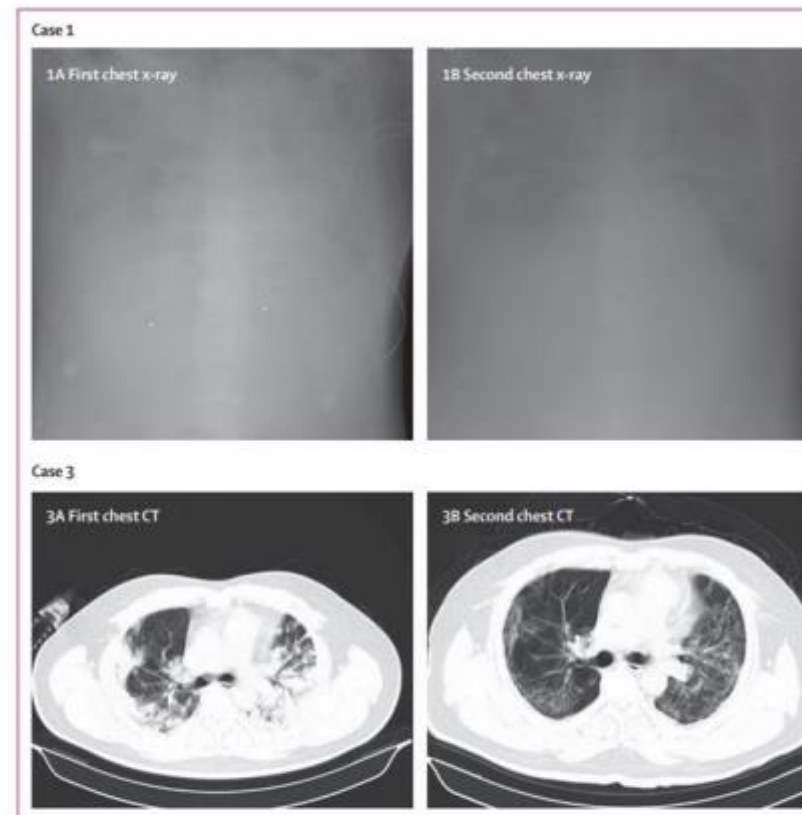 Case 1
1A First chest x-ray
1B Second chest x-ray
Case 3
3A First chest CT
3B Second chest CT